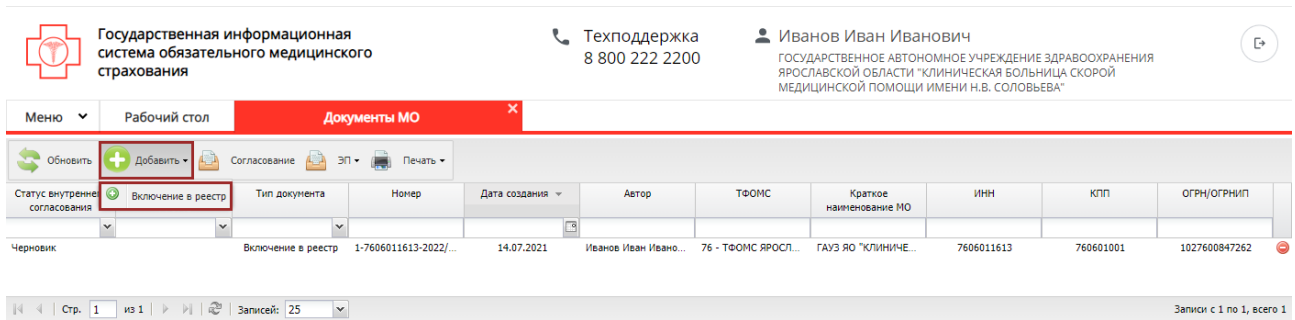 Государственная информационная
система обязательного медицинского
страхования
Техподдержка
8 800 222 2200
Иванов Иван Иванович
ГОСУДАРСТВЕННОЕ АВТОНОМНОЕ УЧРЕЖДЕНИЕ ЗДРАВООХРАНЕНИЯ
ЯРОСЛАВСКОЙ ОБЛАСТИ "КЛИНИЧЕСКАЯ БОЛЬНИЦА СКОРОЙ
МЕДИЦИНСКОЙ ПОМОЩИ ИМЕНИ Н.В. СОЛОВЬЕВА"
Меню Рабочий стол Документы МО
Обновить Добавить Согласование ЭП Печать
Статус внутренне
согласования
Включение в реестр
Тип документа Номер Дата создания Автор ТФОМС
Краткое
наименование МО
ИНН КПП ОГРН/ОГРНИП
Черновик Включение в реестр 1-7606011613-2022/... 14.07.2021 Иванов Иван Ивано... 76 - ТФОМС ЯРОСЛ... ГАУЗ ЯО "КЛИНИЧЕ... 7606011613 760601001 1027600847262
Стр. 1 из 1 Записей: 25 Записи с 1 по 1, всего 1